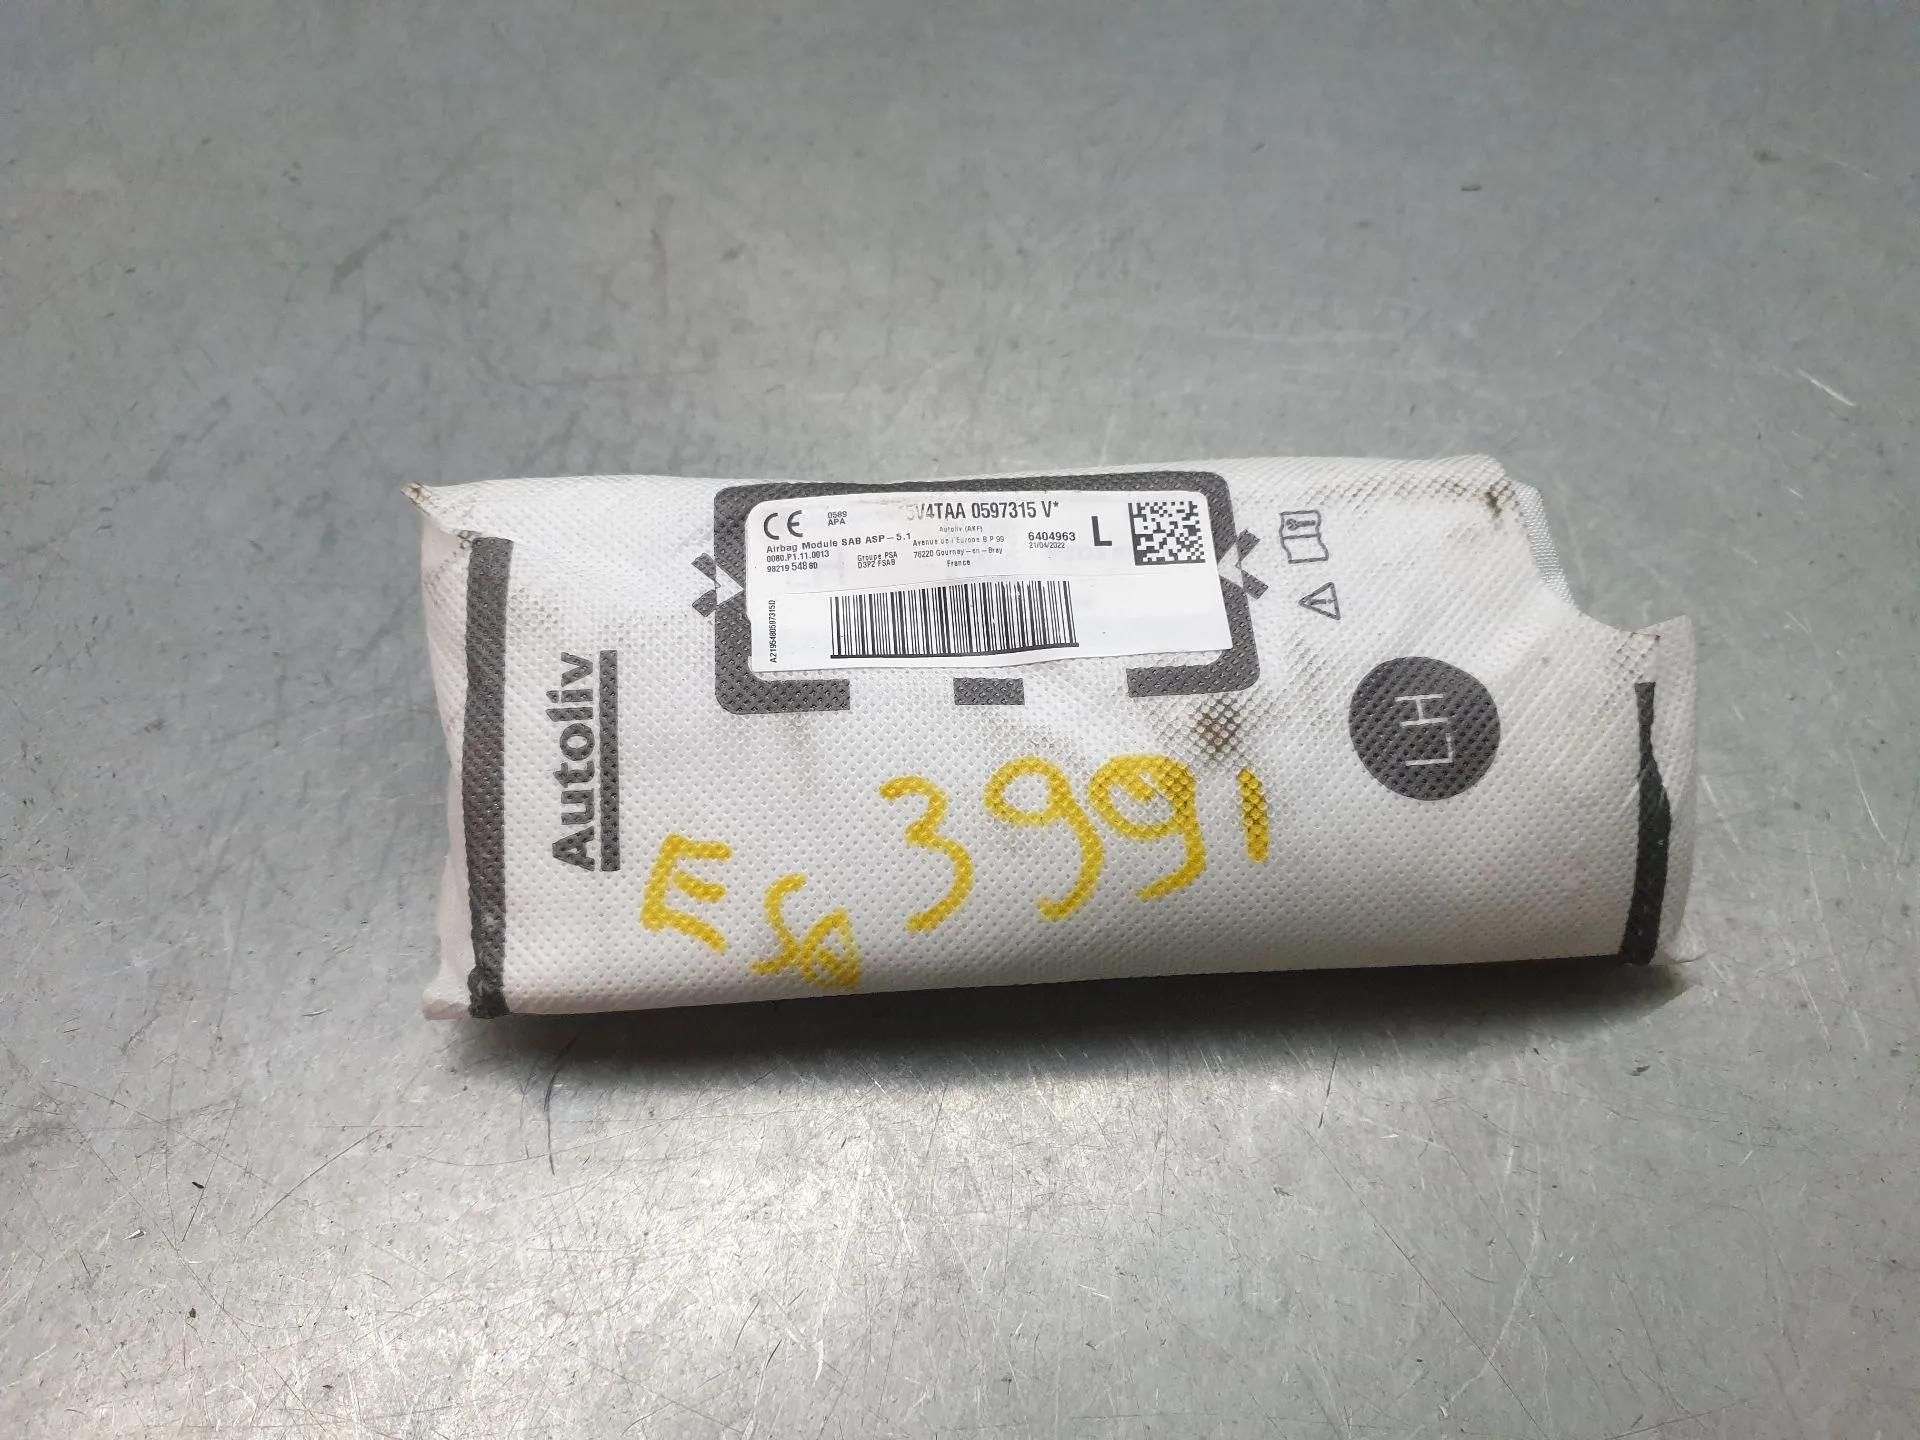 CE
0589
APA
5V4TAA 0597315 V*
Airbag Module SAB ASP-5.1
0080.P1.11.0013
98219 548 80
Groupe PSA
D3P2 FSAB
Autoliv (AKF)
Avenue de l Europe B.P 99
76220 Gournay-en-Bray
France
6404963
21/04/2022
L
A2195480597315D
Autoliv
LH
3991